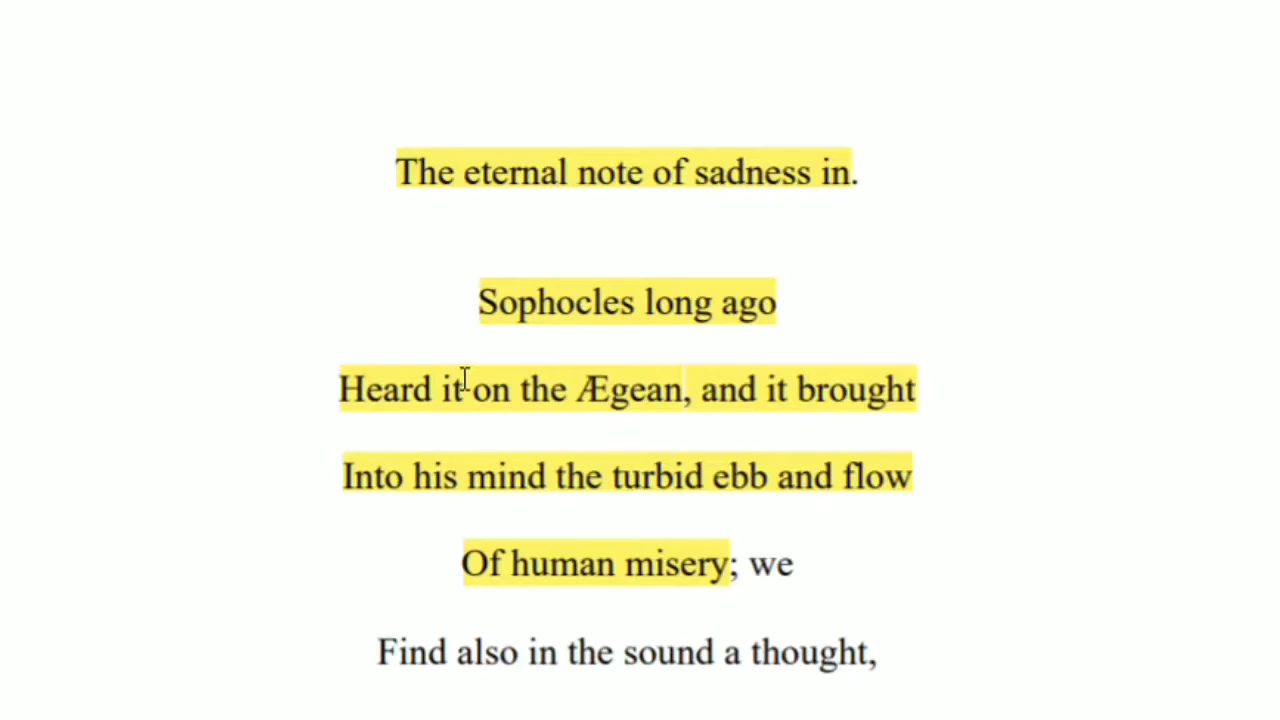 The eternal note of sadness in.
Sophocles long ago
Heard it on the Ægean, and it brought
Into his mind the turbid ebb and flow
Of human misery; we
Find also in the sound a thought,